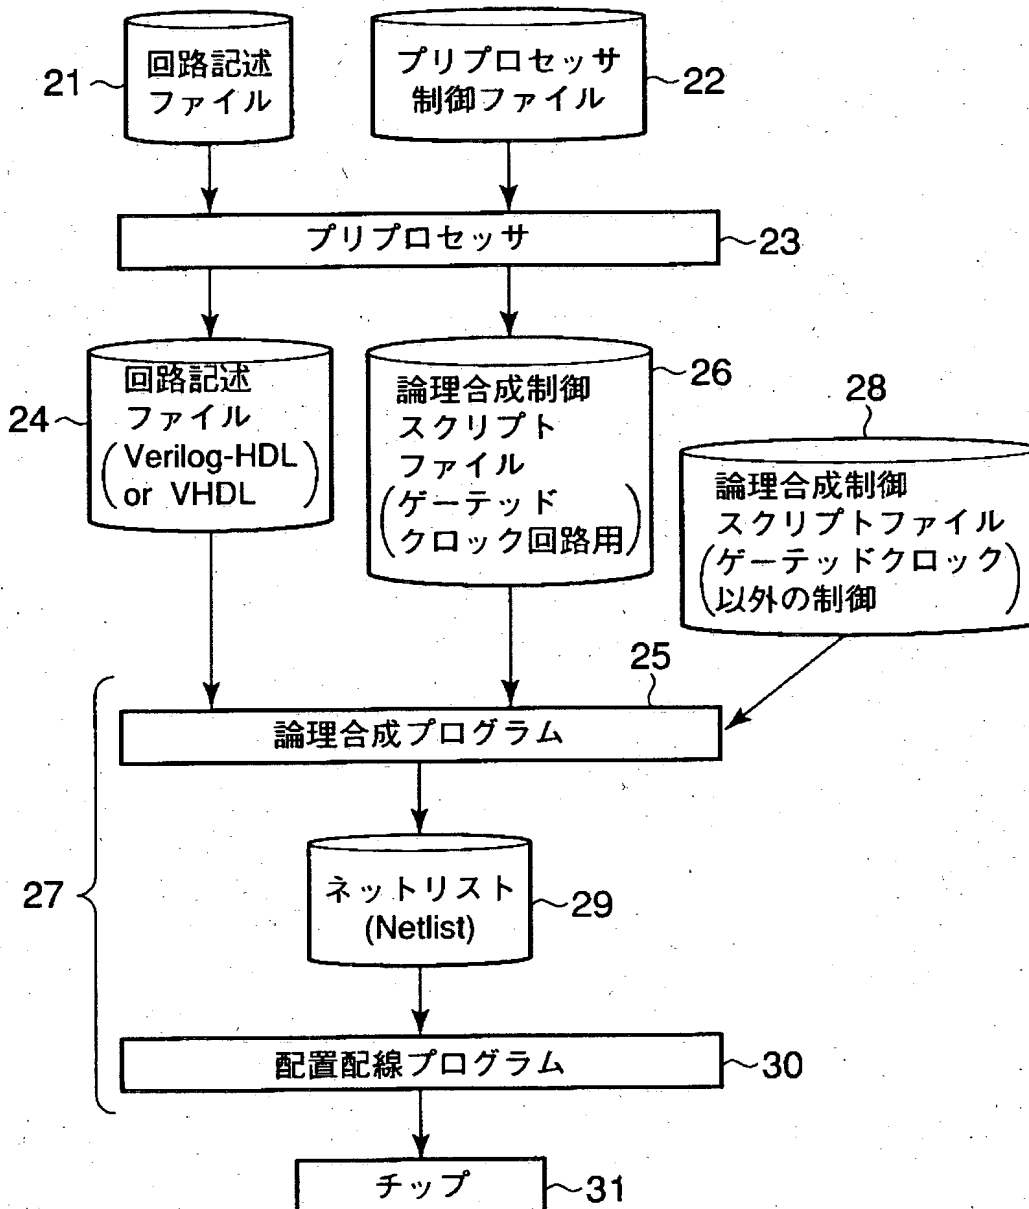 21
回路記述
ファイル
プリプロセッサ
制御ファイル
22
プリプロセッサ
23
24
回路記述
ファイル
(Verilog-HDL
or VHDL)
論理合成制御
スクリプト
ファイル
(ゲーテッド
クロック回路用)
26
28
論理合成制御
スクリプトファイル
(ゲーテッドクロック
以外の制御)
25
論理合成プログラム
27
ネットリスト
(Netlist)
29
配置配線プログラム
30
チップ
31